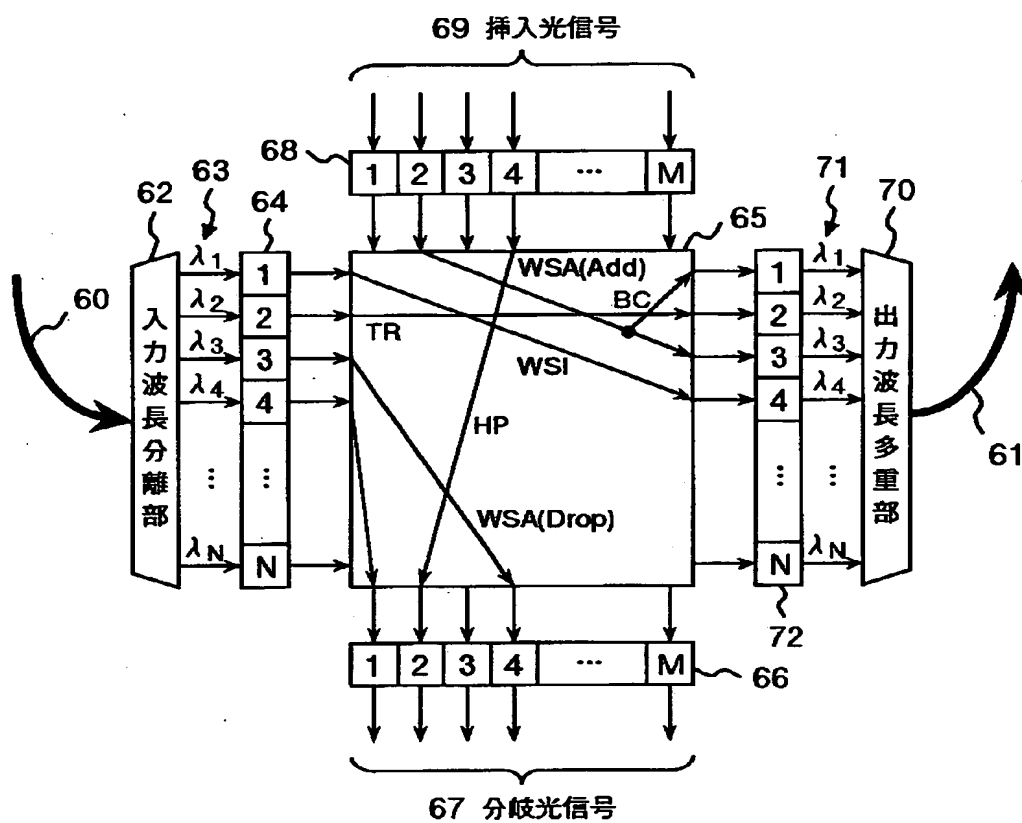 69 挿入光信号
68
1 2 3 4 … M
62
63
64
65
71
70
λ1
λ2
λ3
λ4
…
λN
入力波長分離部
1
2
3
4
…
N
WSA(Add)
BC
TR
WSI
HP
WSA(Drop)
1
2
3
4
…
N
λ1
λ2
λ3
λ4
…
λN
出力波長多重部
60
61
72
1 2 3 4 … M
66
67 分岐光信号